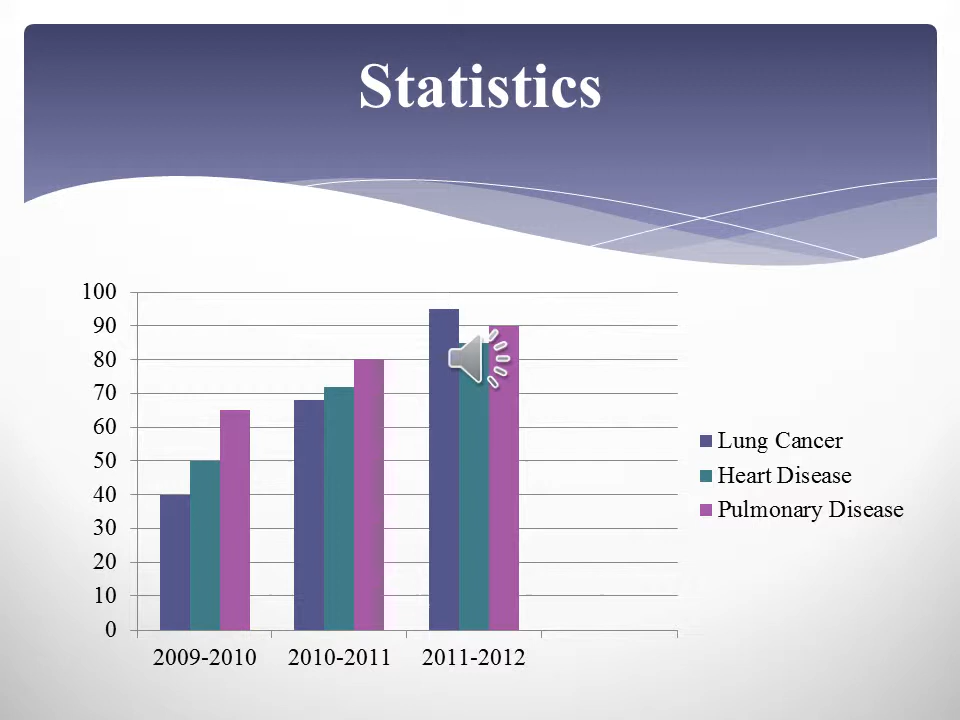 Statistics
100
90
80
70
60
50
40
30
20
10
0
2009-2010 2010-2011 2011-2012
Lung Cancer
Heart Disease
Pulmonary Disease